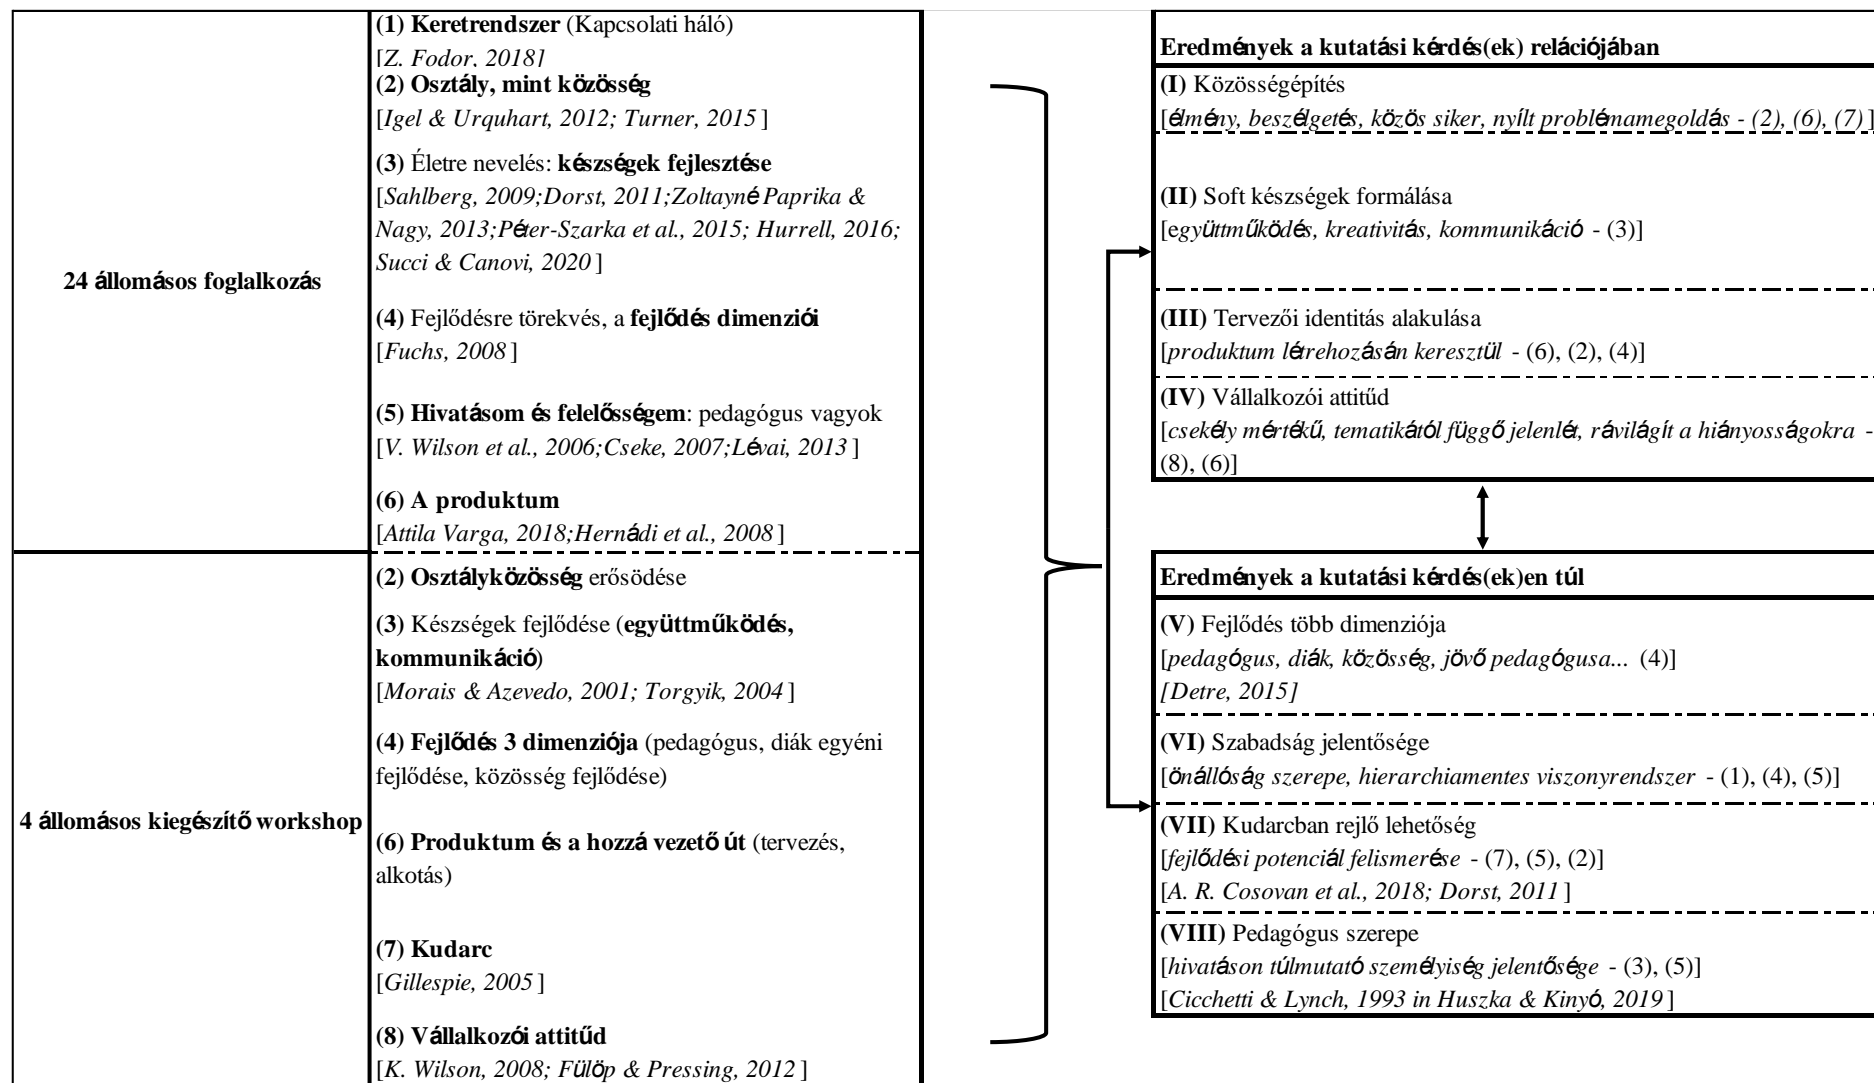 24 állomásos foglalkozás
(1) Keretrendszer (Kapcsolati háló)
[Z. Fodor, 2018]
(2) Osztály, mint közösség
[Igel & Urquhart, 2012; Turner, 2015]
(3) Életre nevelés: készségek fejlesztése
[Sahlberg, 2009;Dorst, 2011;Zoltayné Paprika &
Nagy, 2013;Péter-Szarka et al., 2015; Hurrell, 2016;
Succi & Canovi, 2020]
(4) Fejlődésre törekvés, a fejlődés dimenziói
[Fuchs, 2008]
(5) Hivatásom és felelősségem: pedagógus vagyok
[V. Wilson et al., 2006;Cseke, 2007;Lévai, 2013]
(6) A produktum
[Attila Varga, 2018;Hernádi et al., 2008]
4 állomásos kiegészítő workshop
(2) Osztályközösség erősödése
(3) Készségek fejlődése (együttműködés,
kommunikáció)
[Morais & Azevedo, 2001; Torgyik, 2004]
(4) Fejlődés 3 dimenziója (pedagógus, diák egyéni
fejlődése, közösség fejlődése)
(6) Produktum és a hozzá vezető út (tervezés,
alkotás)
(7) Kudarc
[Gillespie, 2005]
(8) Vállalkozói attitűd
[K. Wilson, 2008; Fülöp & Pressing, 2012]
Eredmények a kutatási kérdés(ek) relációjában
(I) Közösségépítés
[élmény, beszélgetés, közös siker, nyílt problémamegoldás - (2), (6), (7)]
(II) Soft készségek formálása
[együttműködés, kreativitás, kommunikáció - (3)]
(III) Tervezői identitás alakulása
[produktum létrehozásán keresztül - (6), (2), (4)]
(IV) Vállalkozói attitűd
[csekély mértékű, tematikától függő jelenlét, rávilágít a hiányosságokra -
(8), (6)]
Eredmények a kutatási kérdés(ek)en túl
(V) Fejlődés több dimenziója
[pedagógus, diák, közösség, jövő pedagógusa... (4)]
[Detre, 2015]
(VI) Szabadság jelentősége
[önállóság szerepe, hierarchiamentes viszonyrendszer - (1), (4), (5)]
(VII) Kudarcban rejlő lehetőség
[fejlődési potenciál felismerése - (7), (5), (2)]
[A. R. Cosovan et al., 2018; Dorst, 2011]
(VIII) Pedagógus szerepe
[hivatáson túlmutató személyiség jelentősége - (3), (5)]
[Cicchetti & Lynch, 1993 in Huszka & Kinyó, 2019]